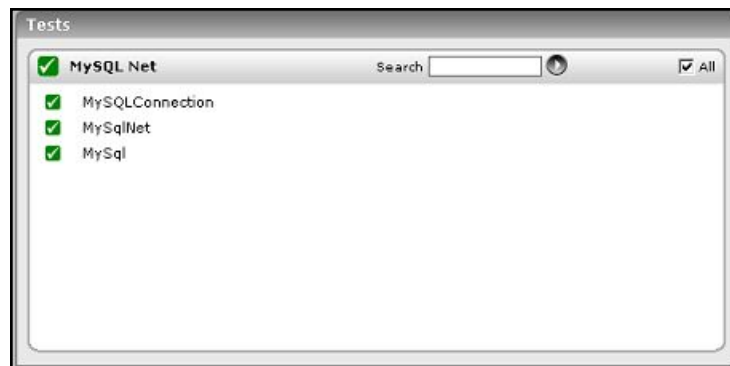 Tests
MySQL Net Search All
MySQLConnection
MySqlNet
MySql